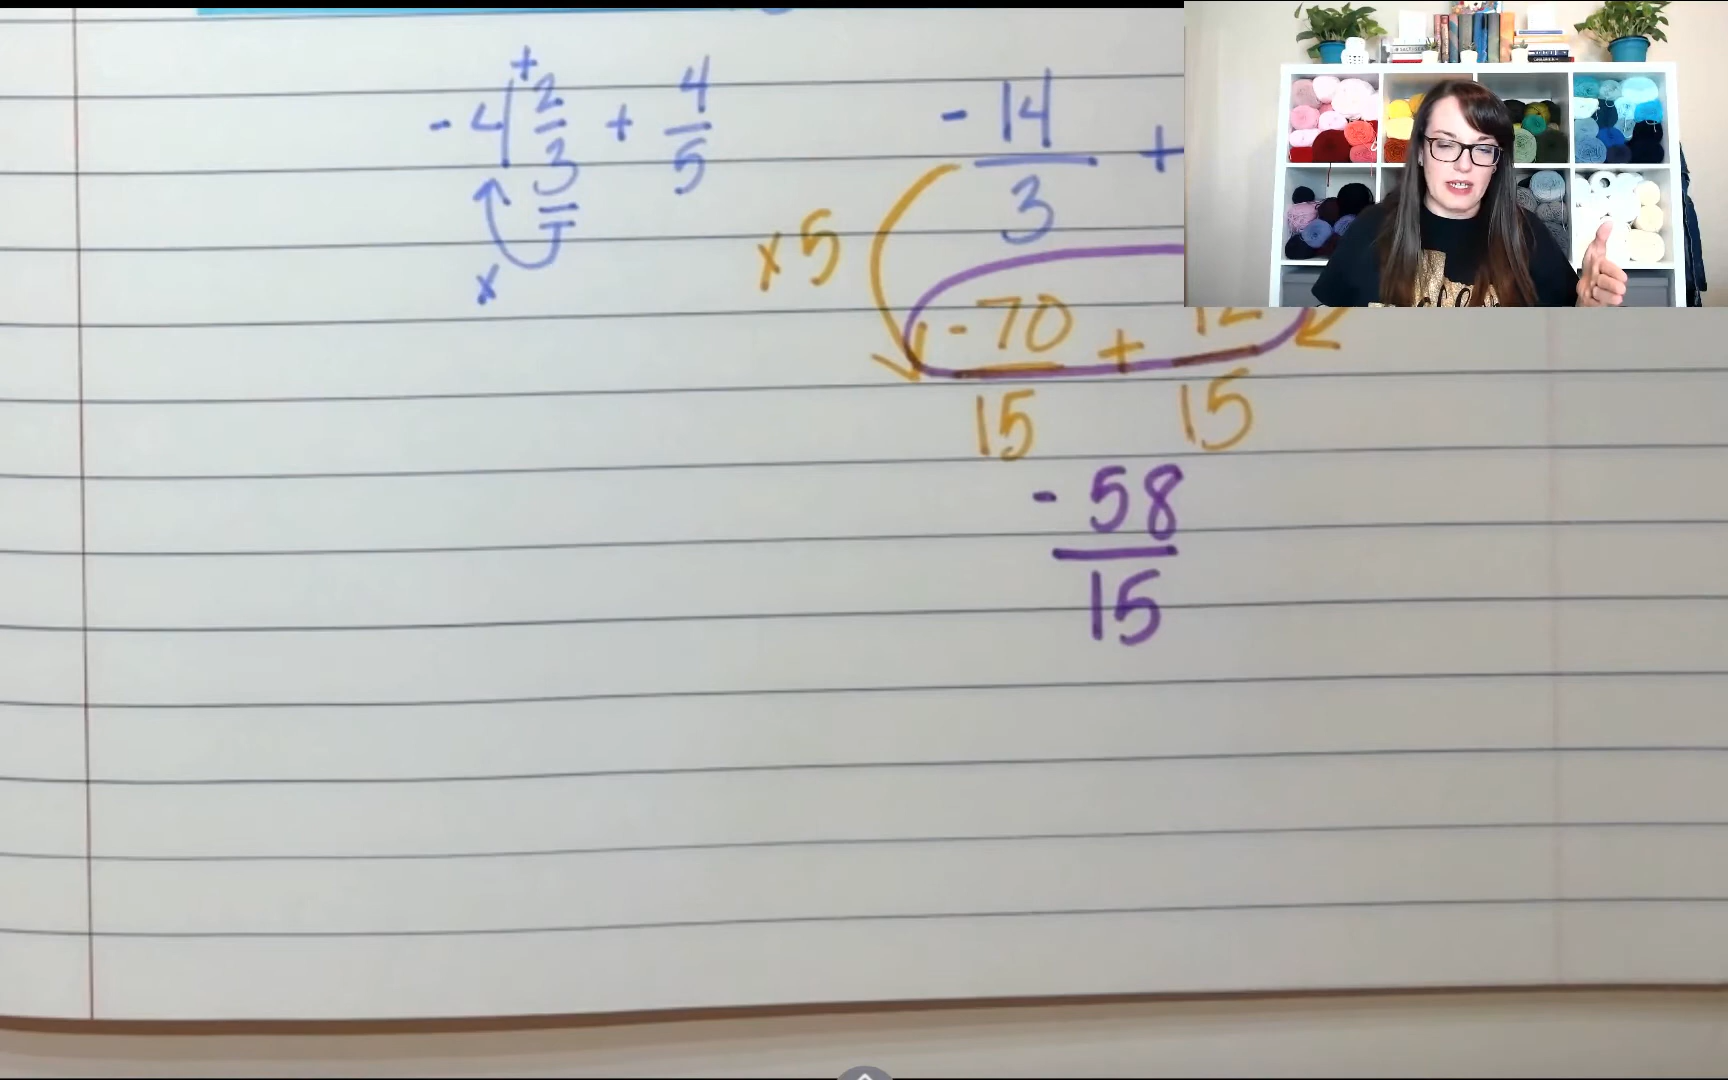 -4 2/3 + 4/5
+
x
-14/3 +
x5
-70/15 + 12/15
-58/15